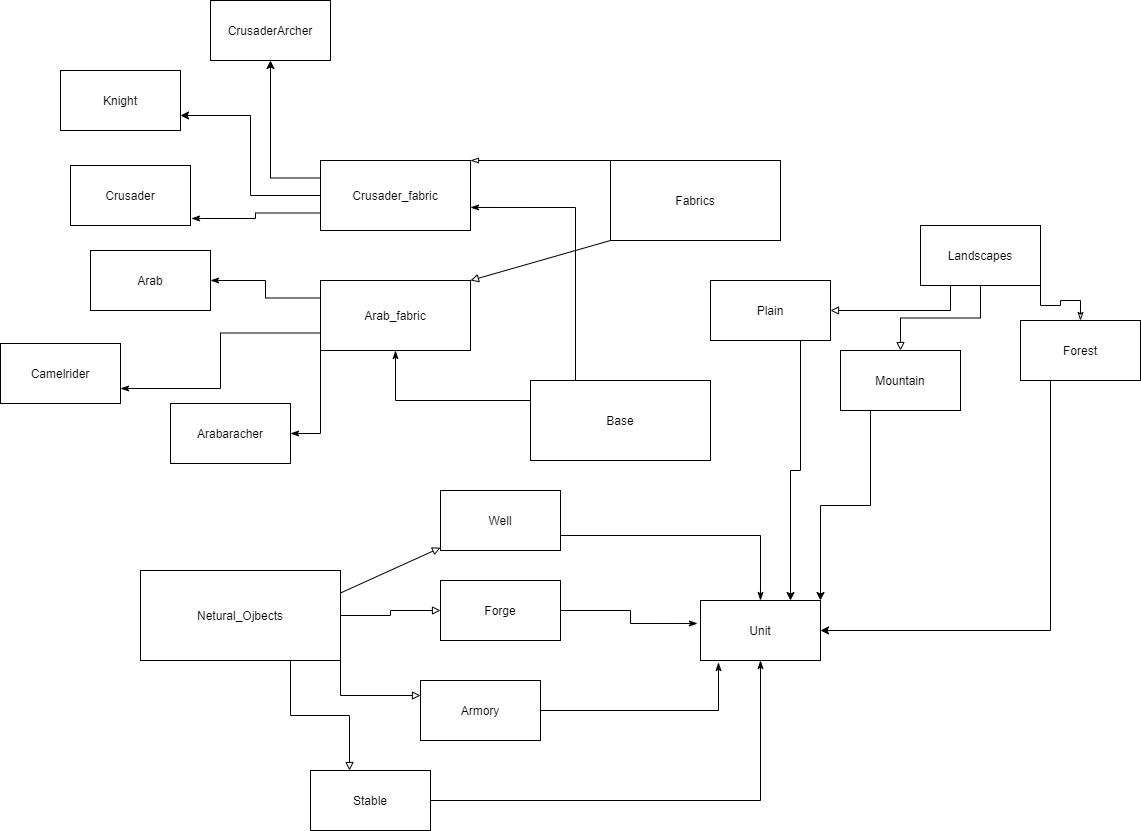 CrusaderArcher
Knight
Crusader
Crusader_fabric
Fabrics
Landscapes
Arab
Arab_fabric
Plain
Forest
Camelrider
Mountain
Arabaracher
Base
Well
Netural_Ojbects
Forge
Unit
Armory
Stable